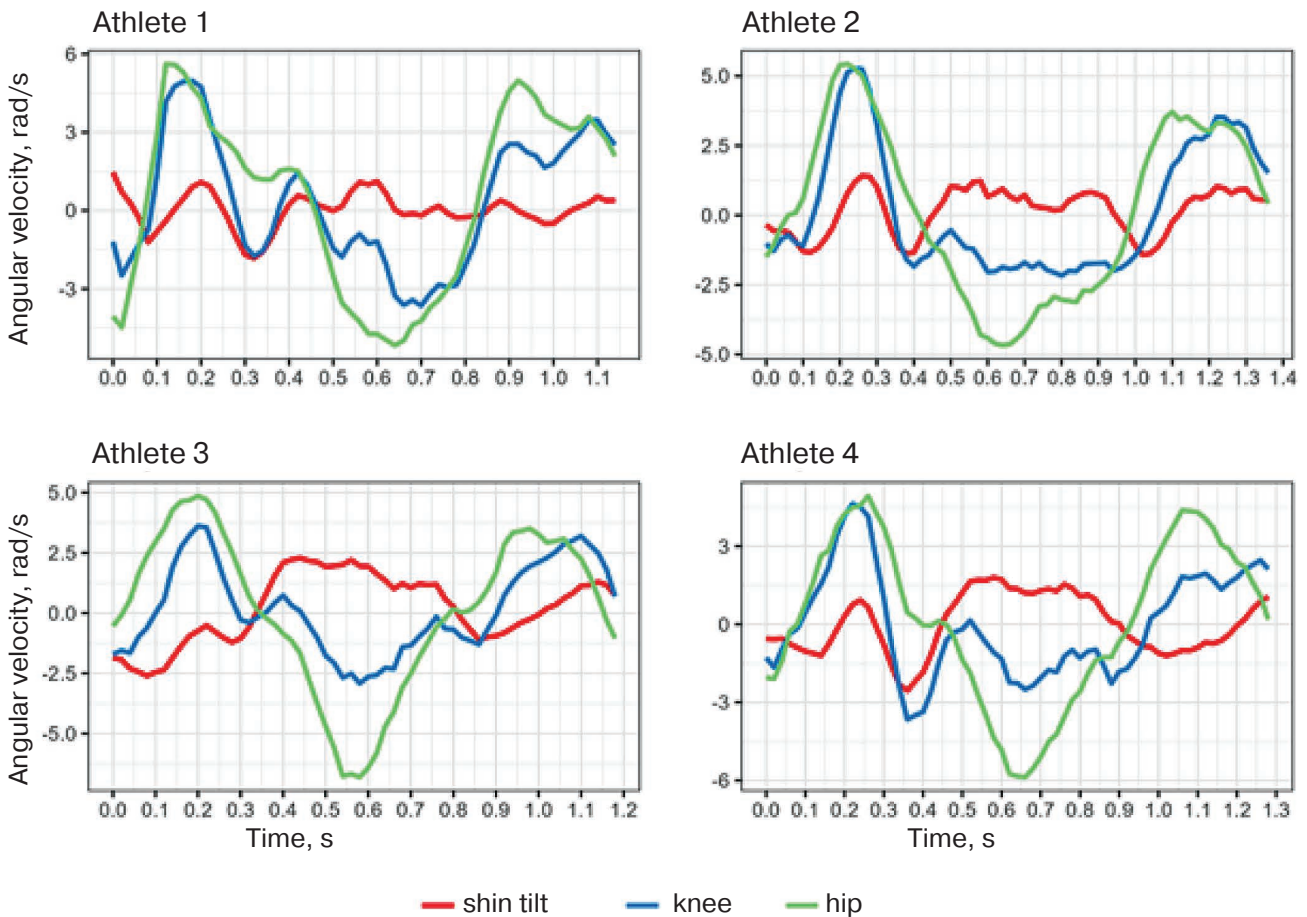 Athlete 1
Athlete 2
Angular velocity, rad/s
6
3
0
-3
0.0 0.1 0.2 0.3 0.4 0.5 0.6 0.7 0.8 0.9 1.0 1.1
5.0
2.5
0.0
-2.5
-5.0
0.0 0.1 0.2 0.3 0.4 0.5 0.6 0.7 0.8 0.9 1.0 1.1 1.2 1.3 1.4
Athlete 3
Athlete 4
Angular velocity, rad/s
5.0
2.5
0.0
-2.5
-5.0
0.0 0.1 0.2 0.3 0.4 0.5 0.6 0.7 0.8 0.9 1.0 1.1 1.2
Time, s
3
0
-3
-6
0.0 0.1 0.2 0.3 0.4 0.5 0.6 0.7 0.8 0.9 1.0 1.1 1.2 1.3
Time, s
shin tilt knee hip